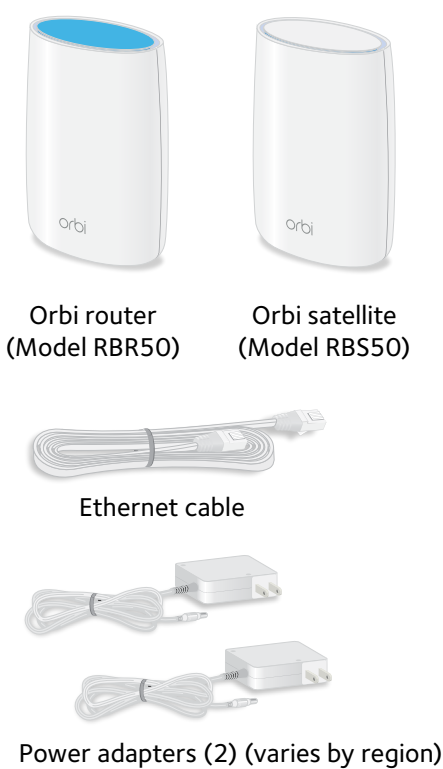 orbi
orbi
Orbi router
(Model RBR50)
Orbi satellite
(Model RBS50)
Ethernet cable
Power adapters (2) (varies by region)